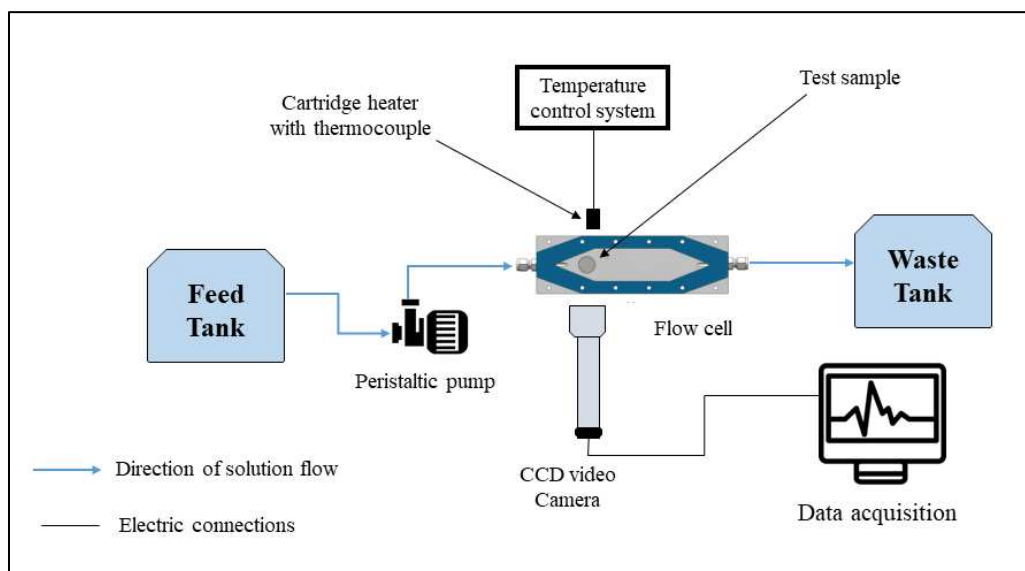 Temperature
control system
Test sample
Cartridge heater
with thermocouple
Feed
Tank
Waste
Tank
Flow cell
Peristaltic pump
Direction of solution flow
CCD video
Camera
Data acquisition
Electric connections